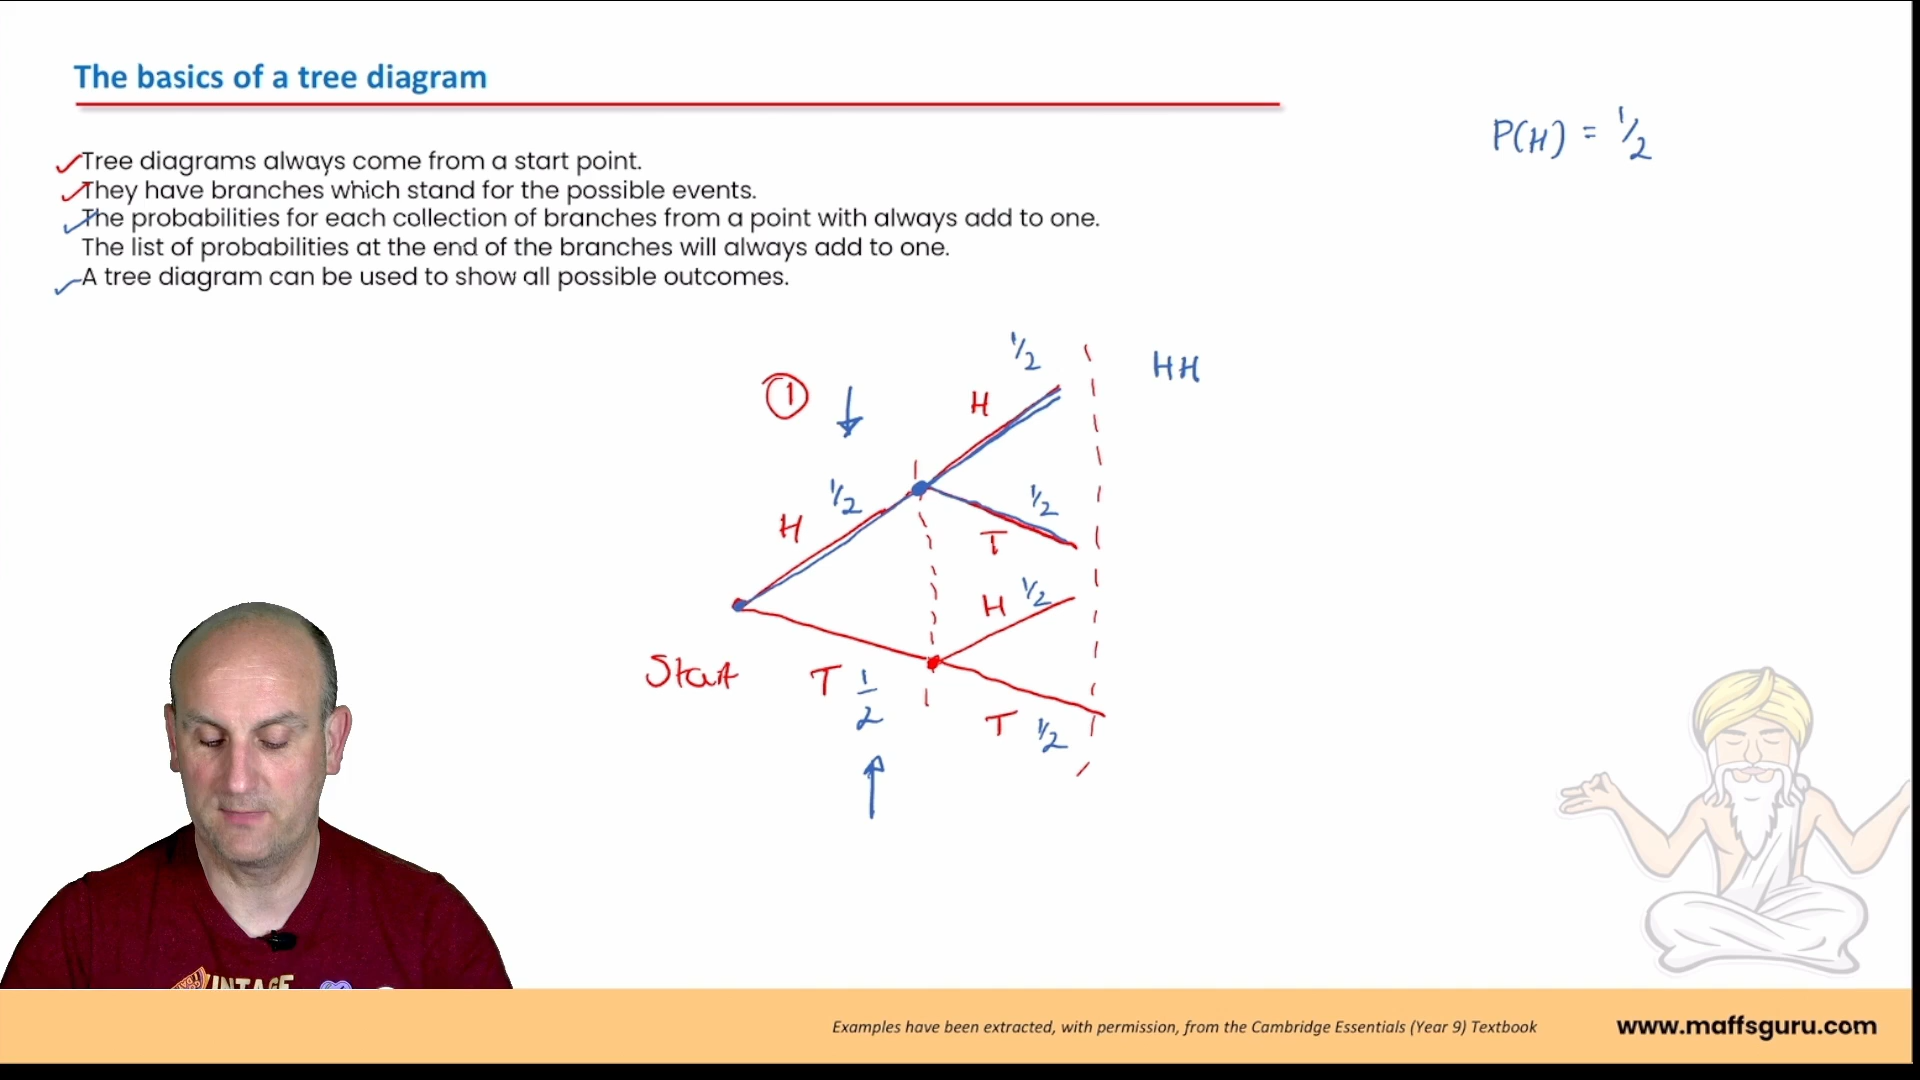 The basics of a tree diagram
P(H) = 1/2
Tree diagrams always come from a start point.
They have branches which stand for the possible events.
The probabilities for each collection of branches from a point with always add to one.
The list of probabilities at the end of the branches will always add to one.
A tree diagram can be used to show all possible outcomes.
1/2
HH
1
H
1/2
H
1/2
T
H 1/2
Start
T 1/2
T 1/2
INTAGE
Examples have been extracted, with permission, from the Cambridge Essentials (Year 9) Textbook
www.maffsguru.com